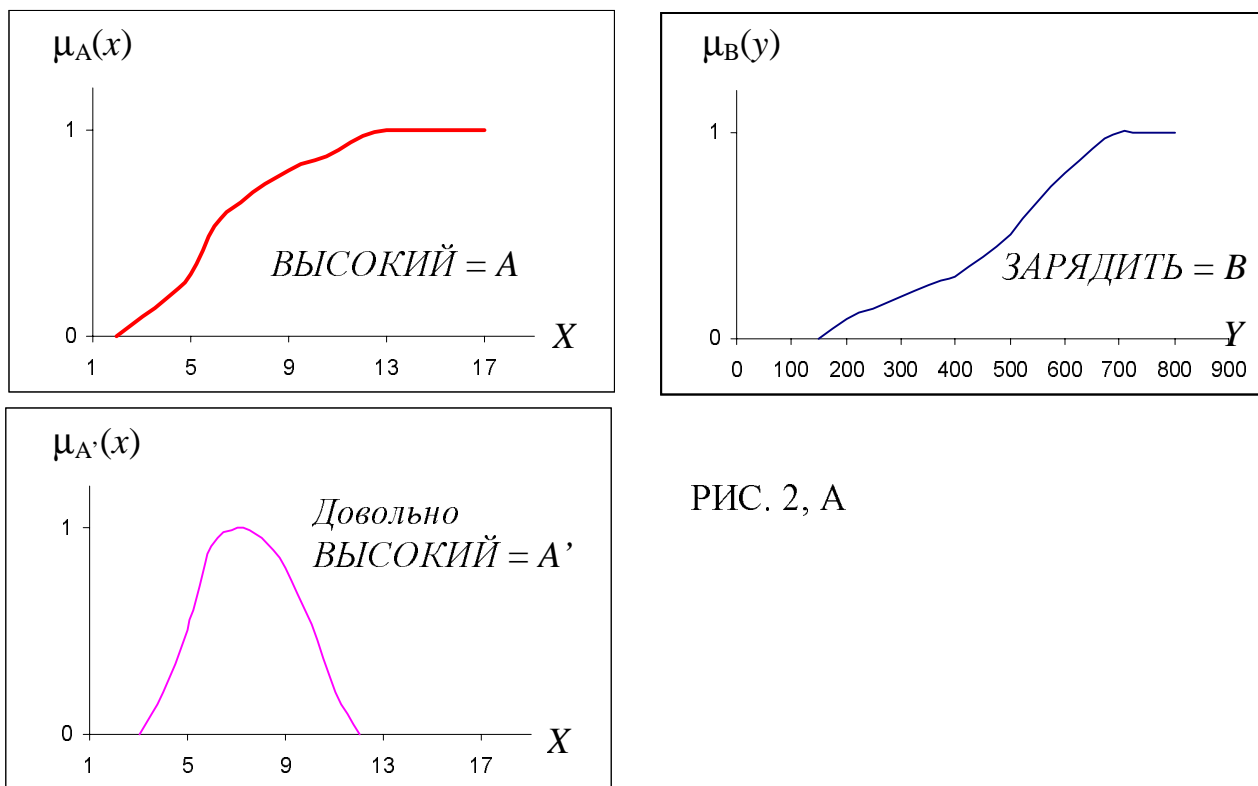 μA(x)
1
0
1 5 9 13 17
X
ВЫСОКИЙ = A
μB(y)
1
0
0 100 200 300 400 500 600 700 800 900
Y
ЗАРЯДИТЬ = B
μA’(x)
1
0
1 5 9 13 17
X
Довольно
ВЫСОКИЙ = A’
РИС. 2, А